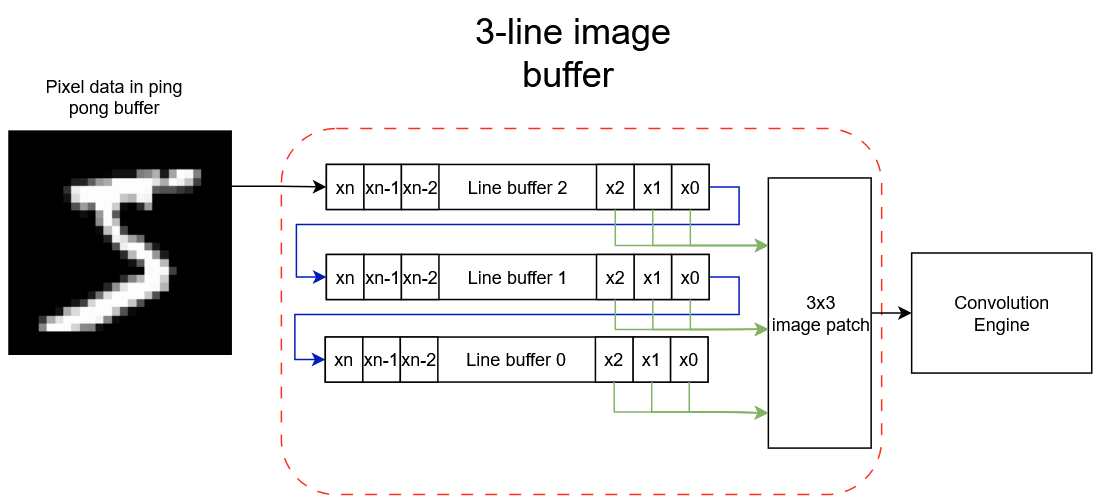 3-line image
buffer
Pixel data in ping
pong buffer
xn xn-1 xn-2 Line buffer 2 x2 x1 x0
xn xn-1 xn-2 Line buffer 1 x2 x1 x0
xn xn-1 xn-2 Line buffer 0 x2 x1 x0
3x3
image patch
Convolution
Engine